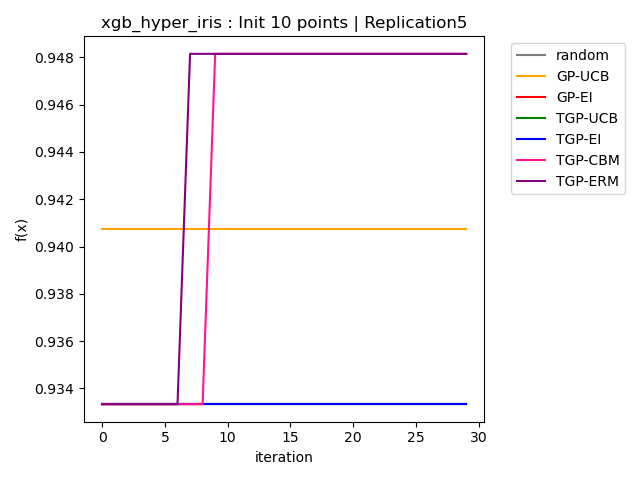 xgb_hyper_iris : Init 10 points | Replication5
random
GP-UCB
GP-EI
TGP-UCB
TGP-EI
TGP-CBM
TGP-ERM
f(x)
0.948
0.946
0.944
0.942
0.940
0.938
0.936
0.934
0 5 10 15 20 25 30
iteration